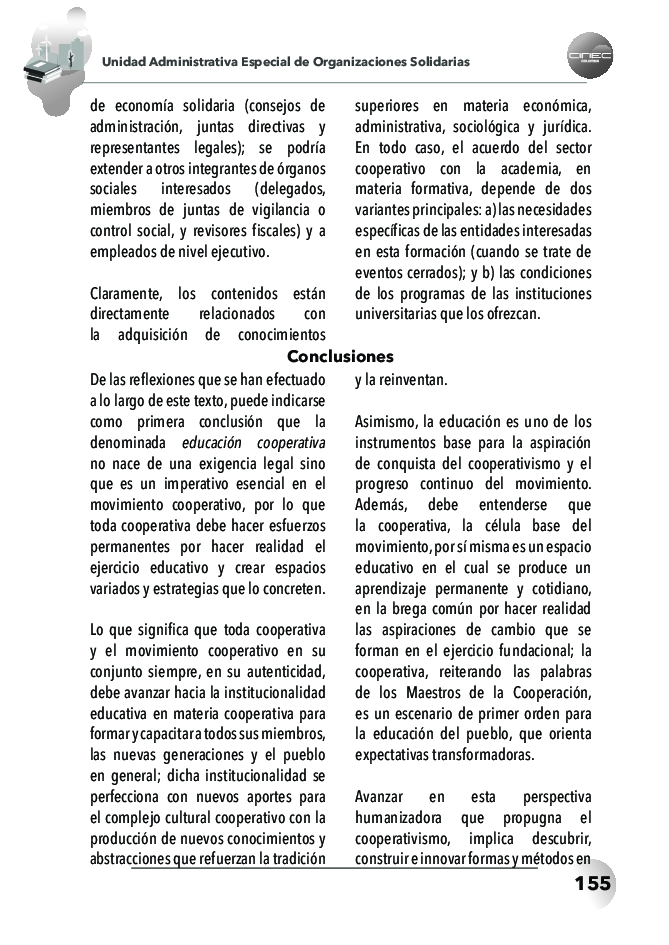 Unidad Administrativa Especial de Organizaciones Solidarias
CINEC
COLOMBIA
de economía solidaria (consejos de
administración, juntas directivas y
representantes legales); se podría
extender a otros integrantes de órganos
sociales interesados (delegados,
miembros de juntas de vigilancia o
control social, y revisores fiscales) y a
empleados de nivel ejecutivo.
Claramente, los contenidos están
directamente relacionados con
la adquisición de conocimientos
superiores en materia económica,
administrativa, sociológica y jurídica.
En todo caso, el acuerdo del sector
cooperativo con la academia, en
materia formativa, depende de dos
variantes principales: a) las necesidades
específicas de las entidades interesadas
en esta formación (cuando se trate de
eventos cerrados); y b) las condiciones
de los programas de las instituciones
universitarias que los ofrezcan.
Conclusiones
De las reflexiones que se han efectuado
a lo largo de este texto, puede indicarse
como primera conclusión que la
denominada educación cooperativa
no nace de una exigencia legal sino
que es un imperativo esencial en el
movimiento cooperativo, por lo que
toda cooperativa debe hacer esfuerzos
permanentes por hacer realidad el
ejercicio educativo y crear espacios
variados y estrategias que lo concreten.
Lo que significa que toda cooperativa
y el movimiento cooperativo en su
conjunto siempre, en su autenticidad,
debe avanzar hacia la institucionalidad
educativa en materia cooperativa para
formar y capacitar a todos sus miembros,
las nuevas generaciones y el pueblo
en general; dicha institucionalidad se
perfecciona con nuevos aportes para
el complejo cultural cooperativo con la
producción de nuevos conocimientos y
abstracciones que refuerzan la tradición
y la reinventan.
Asimismo, la educación es uno de los
instrumentos base para la aspiración
de conquista del cooperativismo y el
progreso continuo del movimiento.
Además, debe entenderse que
la cooperativa, la célula base del
movimiento, por sí misma es un espacio
educativo en el cual se produce un
aprendizaje permanente y cotidiano,
en la brega común por hacer realidad
las aspiraciones de cambio que se
forman en el ejercicio fundacional; la
cooperativa, reiterando las palabras
de los Maestros de la Cooperación,
es un escenario de primer orden para
la educación del pueblo, que orienta
expectativas transformadoras.
Avanzar en esta perspectiva
humanizadora que propugna el
cooperativismo, implica descubrir,
construir e innovar formas y métodos en
155